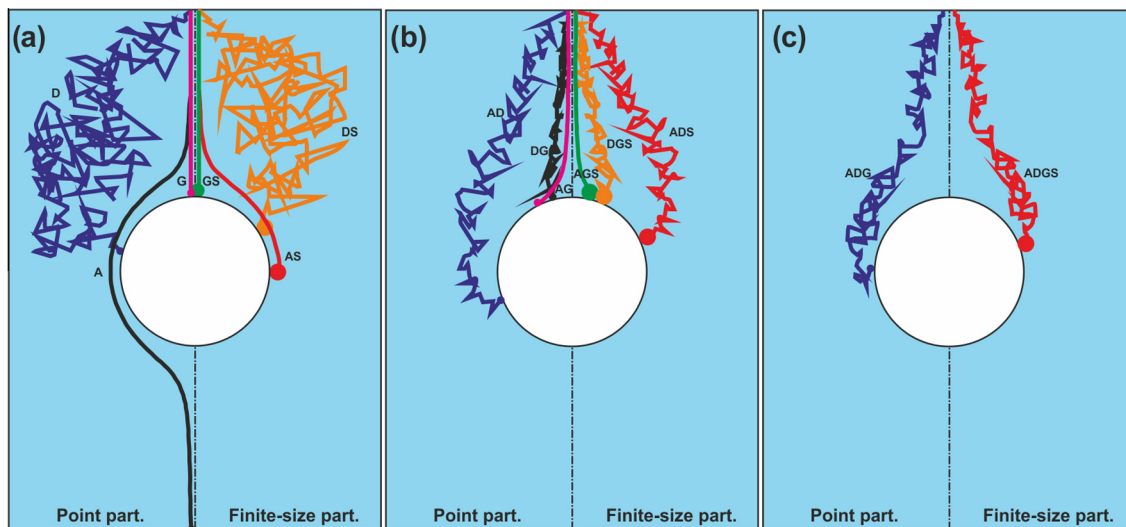 (a)
D
DS
G
GS
A
AS
Point part.
Finite-size part.
(b)
AD
ADS
DG
DGS
AG
AGS
Point part.
Finite-size part.
(c)
ADG
ADGS
Point part.
Finite-size part.